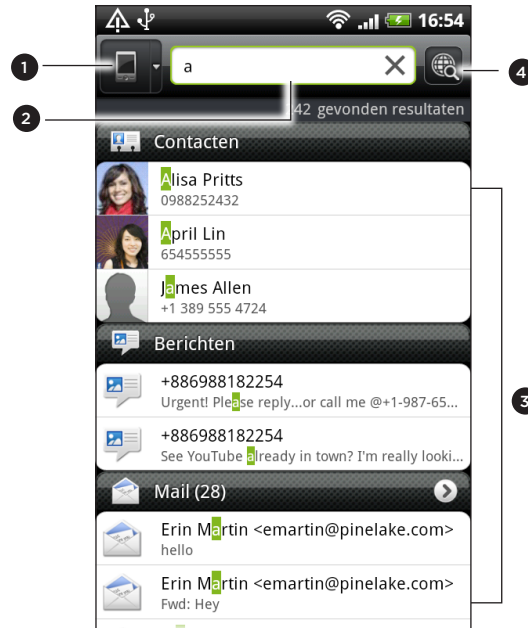 16:54
1
a
4
2
42 gevonden resultaten
Contacten
Alisa Pritts
0988252432
April Lin
654555555
James Allen
+1 389 555 4724
Berichten
+886988182254
Urgent! Please reply...or call me @+1-987-65...
3
+886988182254
See YouTube already in town? I'm really looki...
Mail (28)
Erin Martin <emartin@pinelake.com>
hello
Erin Martin <emartin@pinelake.com>
Fwd: Hey